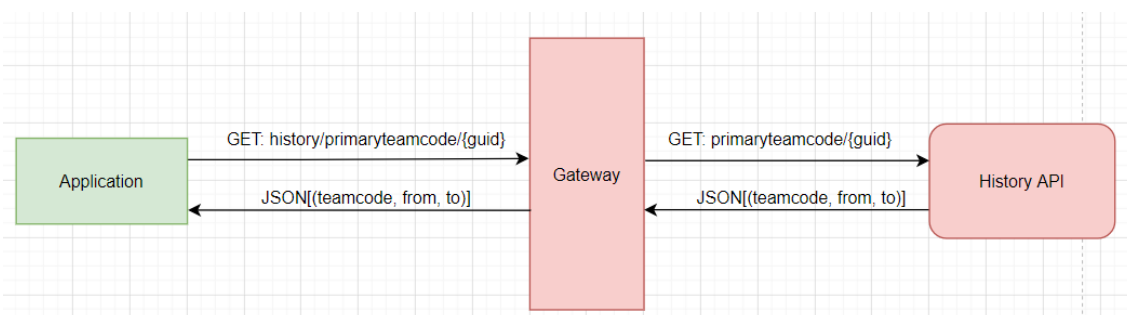 GET: history/primaryteamcode/{guid}
GET: primaryteamcode/{guid}
Application
Gateway
History API
JSON[(teamcode, from, to)]
JSON[(teamcode, from, to)]